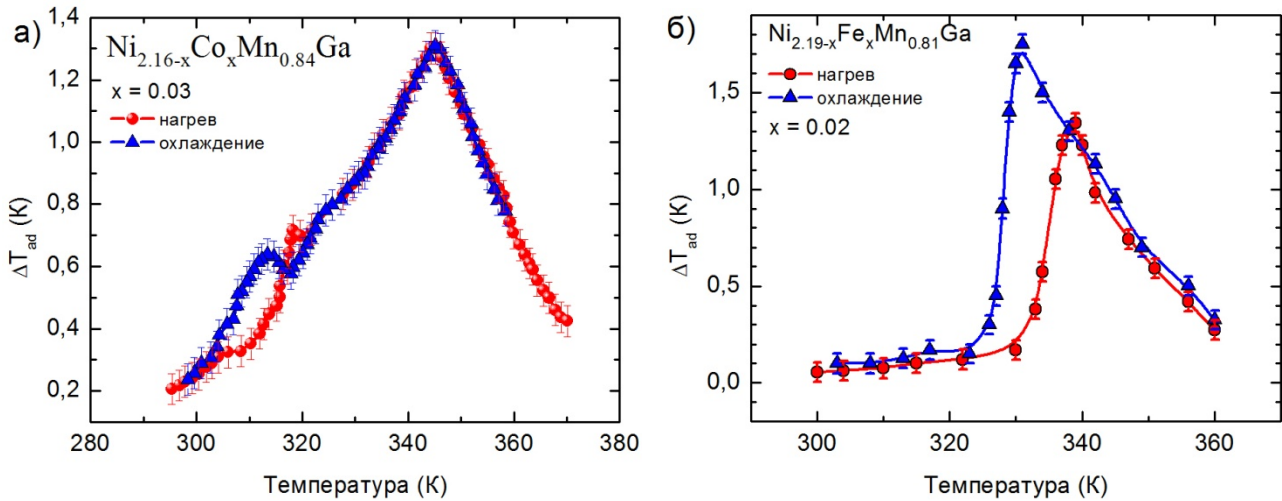 а)
Ni2.16-xCoxMn0.84Ga
x = 0.03
нагрев
охлаждение
1,4
1,2
1,0
0,8
0,6
0,4
0,2
ΔTad (K)
280 300 320 340 360 380
Температура (К)
б)
Ni2.19-xFexMn0.81Ga
нагрев
охлаждение
x = 0.02
1,5
1,0
0,5
0,0
ΔTad (K)
300 320 340 360
Температура (К)